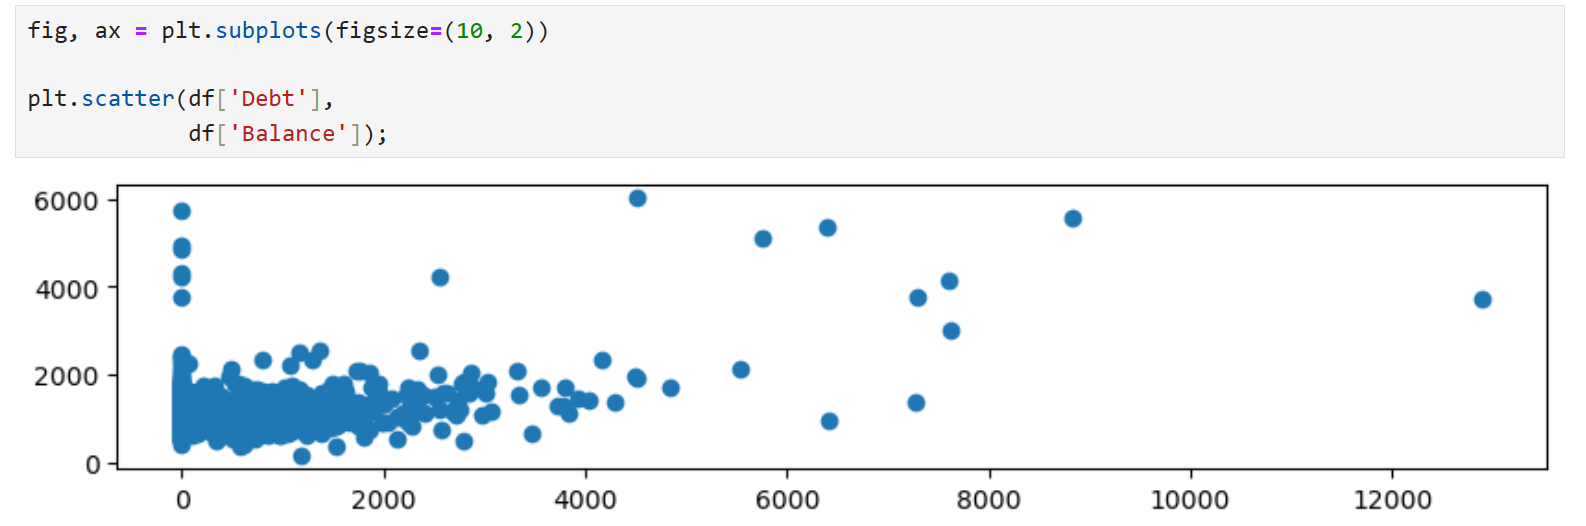 fig, ax = plt.subplots(figsize=(10, 2))
plt.scatter(df['Debt'],
df['Balance']);
6000
4000
2000
0
0 2000 4000 6000 8000 10000 12000